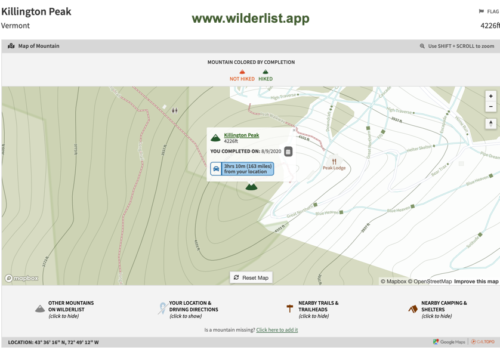 Killington Peak
www.wilderlist.app
FLAG
Vermont
4226ft
Map of Mountain
Use SHIFT + SCROLL to zoom
MOUNTAIN COLORED BY COMPLETION
NOT HIKED
HIKED
Killington Peak
4226ft
YOU COMPLETED ON: 8/9/2020
3hrs 10m (163 miles)
from your location
Peak Lodge
mapbox
Reset Map
© Mapbox © OpenStreetMap Improve this map
OTHER MOUNTAINS
ON WILDERLIST
(click to hide)
YOUR LOCATION &
DRIVING DIRECTIONS
(click to show)
NEARBY TRAILS &
TRAILHEADS
(click to hide)
NEARBY CAMPING &
SHELTERS
(click to hide)
Is a mountain missing? Click here to add it
LOCATION: 43° 36' 16" N, 72° 49' 12" W
Google Maps
CALTOPO